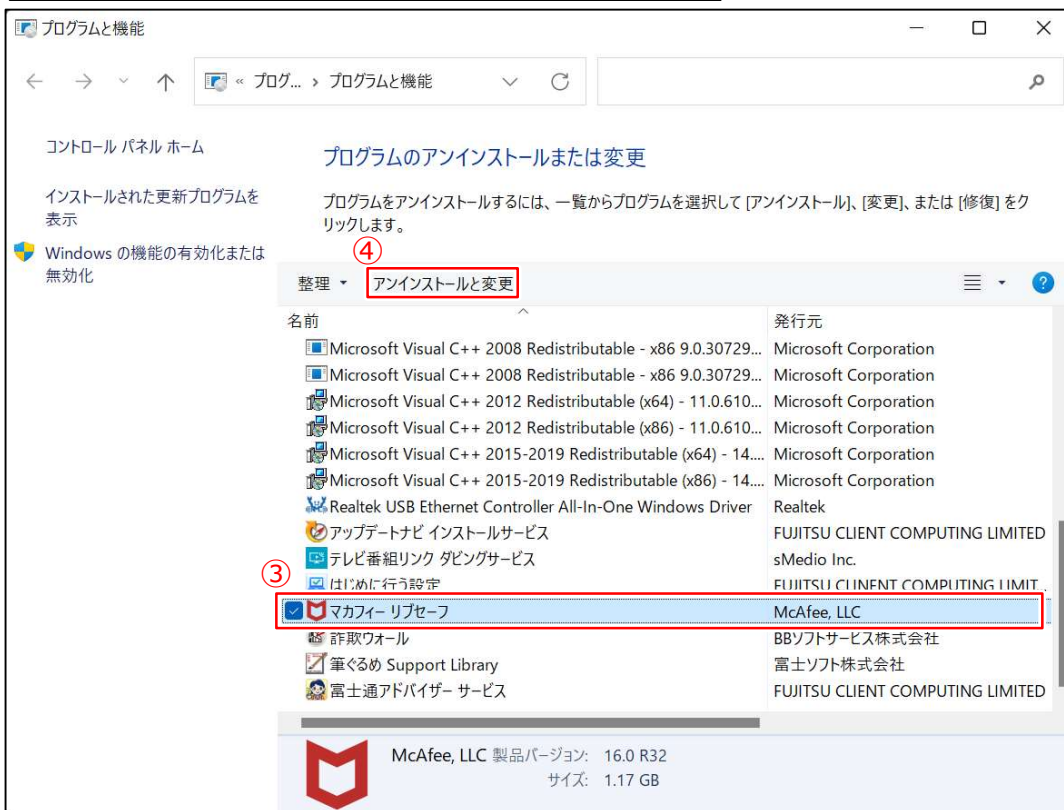 プログラムと機能
« プログ... › プログラムと機能
コントロール パネル ホーム
インストールされた更新プログラムを
表示
Windows の機能の有効化または
無効化
プログラムのアンインストールまたは変更
プログラムをアンインストールするには、一覧からプログラムを選択して [アンインストール]、[変更]、または [修復] をク
リックします。
④
整理 アンインストールと変更
名前 発行元
Microsoft Visual C++ 2008 Redistributable - x86 9.0.30729... Microsoft Corporation
Microsoft Visual C++ 2008 Redistributable - x86 9.0.30729... Microsoft Corporation
Microsoft Visual C++ 2012 Redistributable (x64) - 11.0.610... Microsoft Corporation
Microsoft Visual C++ 2012 Redistributable (x86) - 11.0.610... Microsoft Corporation
Microsoft Visual C++ 2015-2019 Redistributable (x64) - 14.... Microsoft Corporation
Microsoft Visual C++ 2015-2019 Redistributable (x86) - 14.... Microsoft Corporation
Realtek USB Ethernet Controller All-In-One Windows Driver Realtek
アップデートナビ インストールサービス FUJITSU CLIENT COMPUTING LIMITED
テレビ番組リンク ダビングサービス sMedio Inc.
③
はじめに行う設定 FUJITSU CLINENT COMPUTING LIMIT...
マカフィー リブセーフ McAfee, LLC
詐欺ウォール BBソフトサービス株式会社
筆ぐるめ Support Library 富士ソフト株式会社
富士通アドバイザー サービス FUJITSU CLIENT COMPUTING LIMITED
McAfee, LLC 製品バージョン: 16.0 R32
サイズ: 1.17 GB